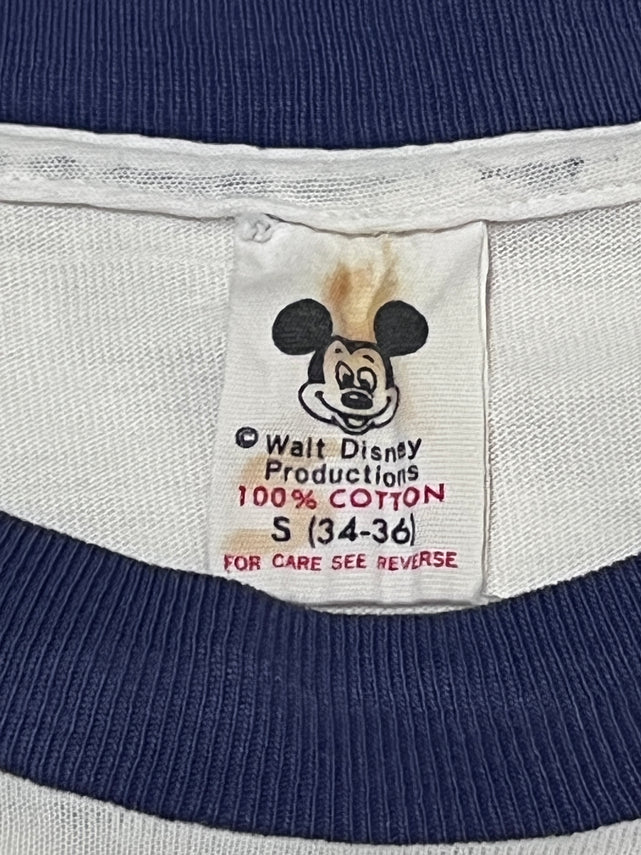 © Walt Disney
Productions
100% COTTON
S (34-36)
FOR CARE SEE REVERSE